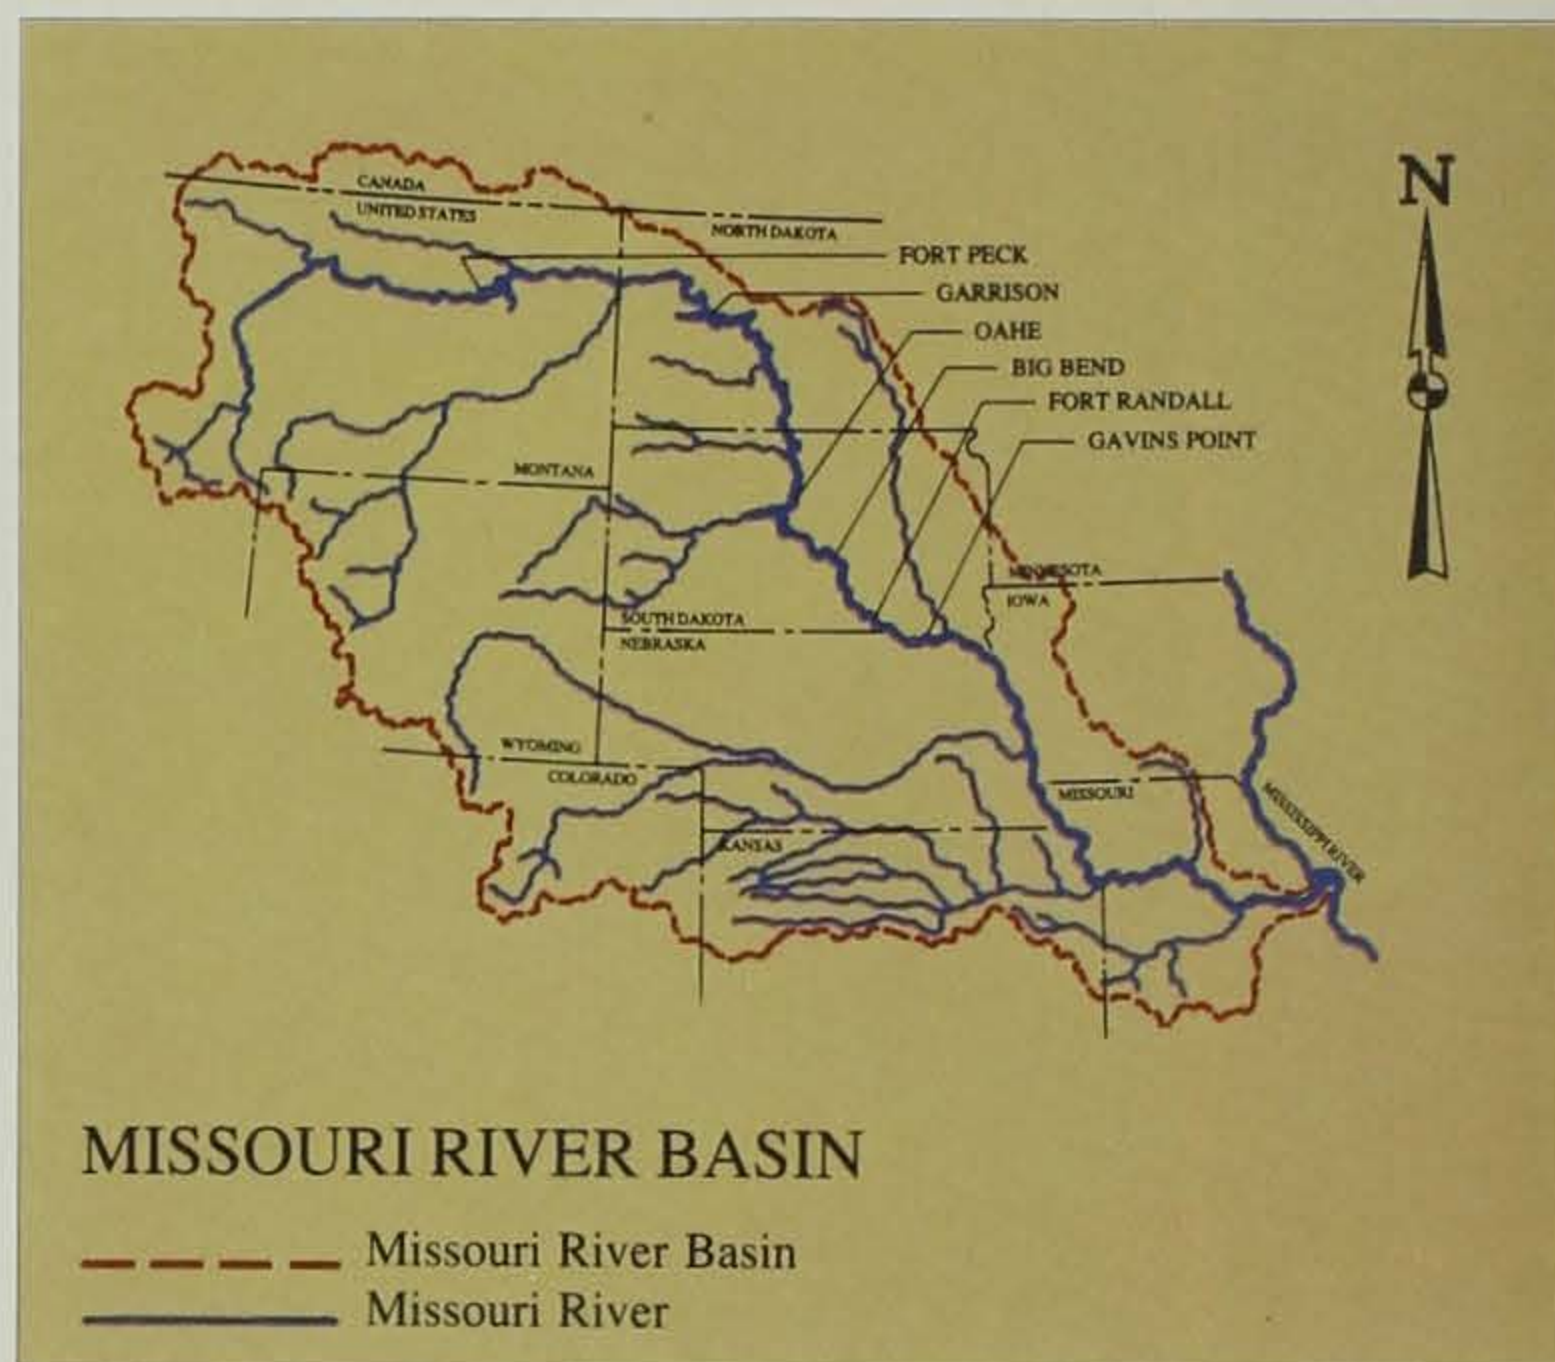 N
CANADA
UNITED STATES
NORTH DAKOTA
FORT PECK
GARRISON
OAHE
BIG BEND
FORT RANDALL
GAVINS POINT
MONTANA
MINNESOTA
IOWA
SOUTH DAKOTA
NEBRASKA
WYOMING
COLORADO
MISSOURI
MISSISSIPPI RIVER
KANSAS
MISSOURI RIVER BASIN
Missouri River Basin
Missouri River